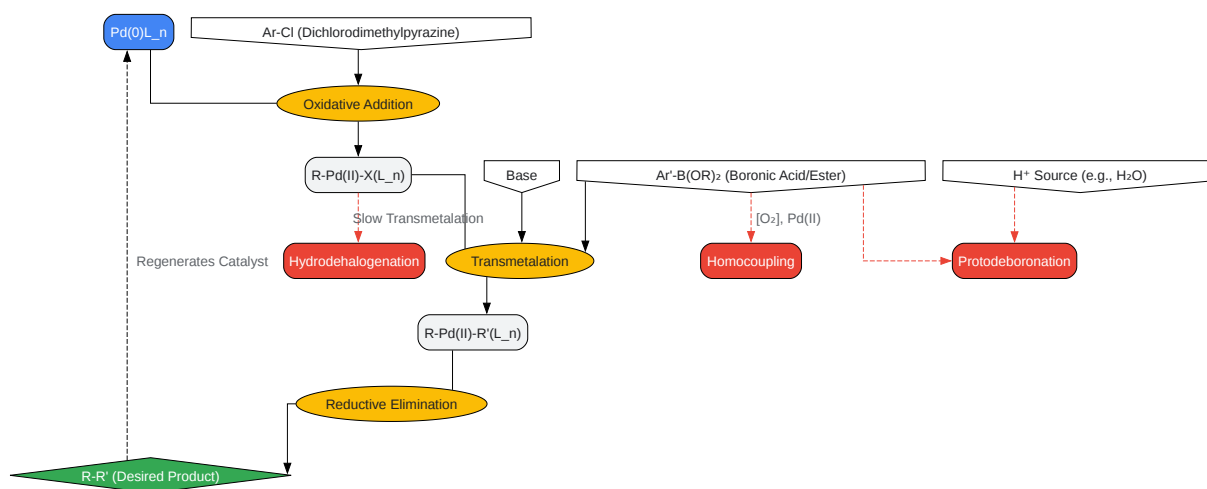 Pd(0)L_n
Ar-Cl (Dichlorodimethylpyrazine)
Oxidative Addition
R-Pd(II)-X(L_n)
Base
Ar'-B(OR)₂ (Boronic Acid/Ester)
H⁺ Source (e.g., H₂O)
Slow Transmetalation
[O₂], Pd(II)
Regenerates Catalyst
Hydrodehalogenation
Transmetalation
Homocoupling
Protodeboronation
R-Pd(II)-R'(L_n)
Reductive Elimination
R-R' (Desired Product)